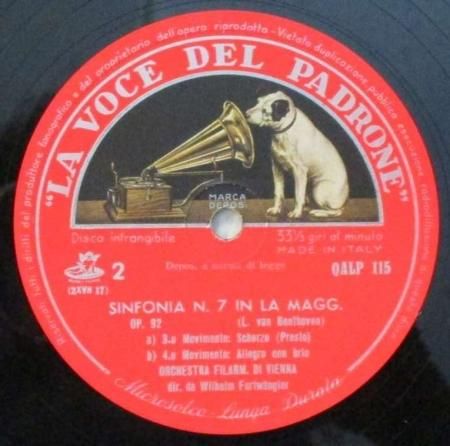 Riservati tutti i diritti del produttore fonografico e del proprietario dell'opera riprodotta - Vietata duplicazione pubblica esecuzione radiodiffusione
"LA VOCE DEL PADRONE"
MARCA
DEPOS.
Disco infrangibile
33⅓ giri al minuto
MADE IN ITALY
Depos. a norma di legge
2
QALP 115
(2XVH 17)
SINFONIA N. 7 IN LA MAGG.
OP. 92 (L. van Beethoven)
a) 3.o Movimento: Scherzo (Presto)
b) 4.o Movimento: Allegro con brio
ORCHESTRA FILARM. DI VIENNA
dir. da Wilhelm Furtwängler
Microsolco-Lunga Durata